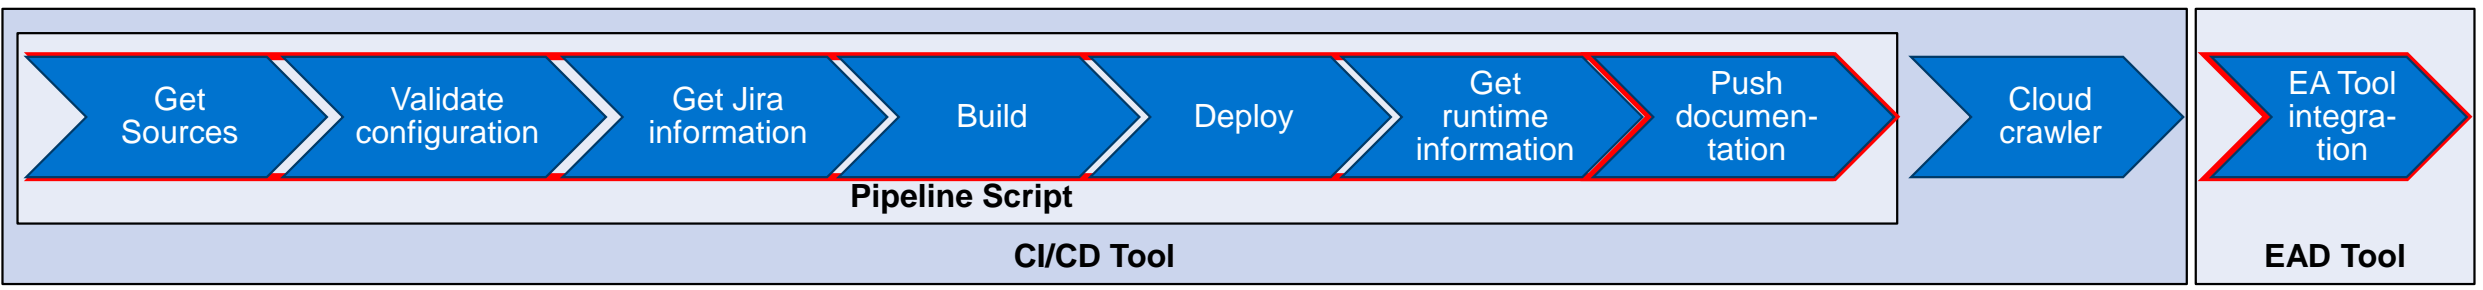 Get
Sources
Validate
configuration
Get Jira
information
Build
Deploy
Get
runtime
information
Push
documen-
tation
Cloud
crawler
EA Tool
integra-
tion
Pipeline Script
CI/CD Tool
EAD Tool